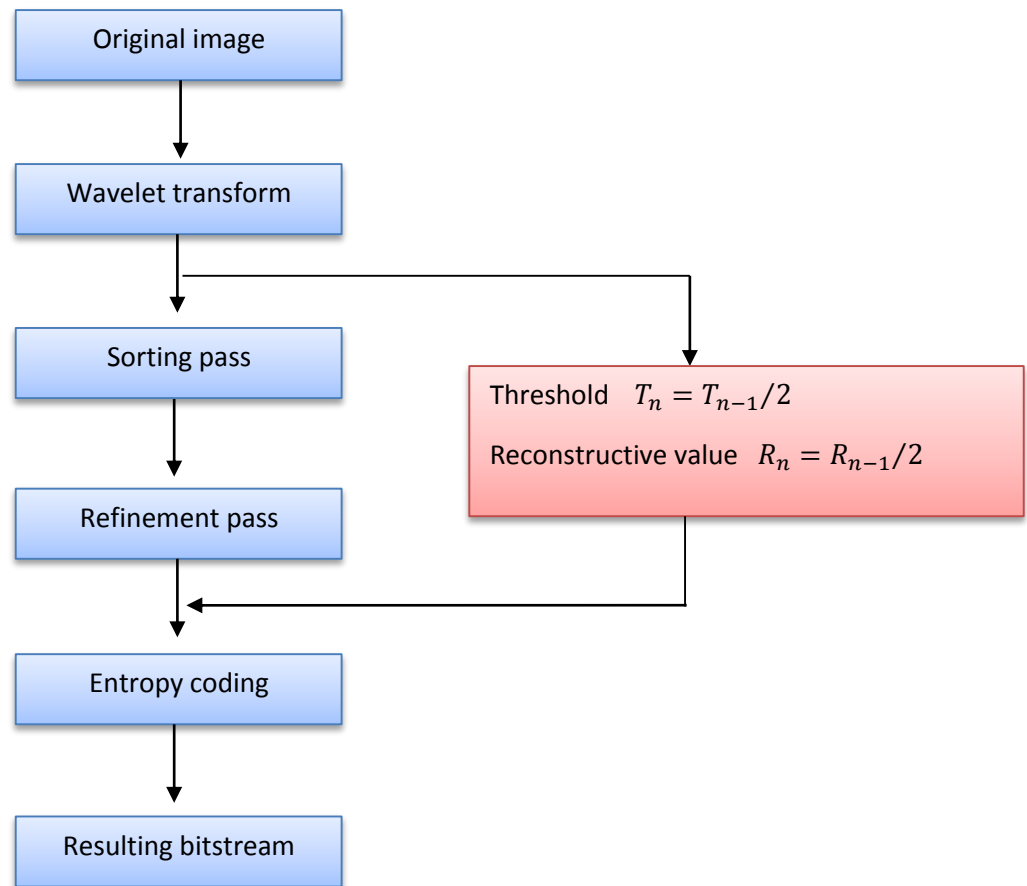 Original image
Wavelet transform
Sorting pass
Threshold $T_n = T_{n-1}/2$
Reconstructive value $R_n = R_{n-1}/2$
Refinement pass
Entropy coding
Resulting bitstream